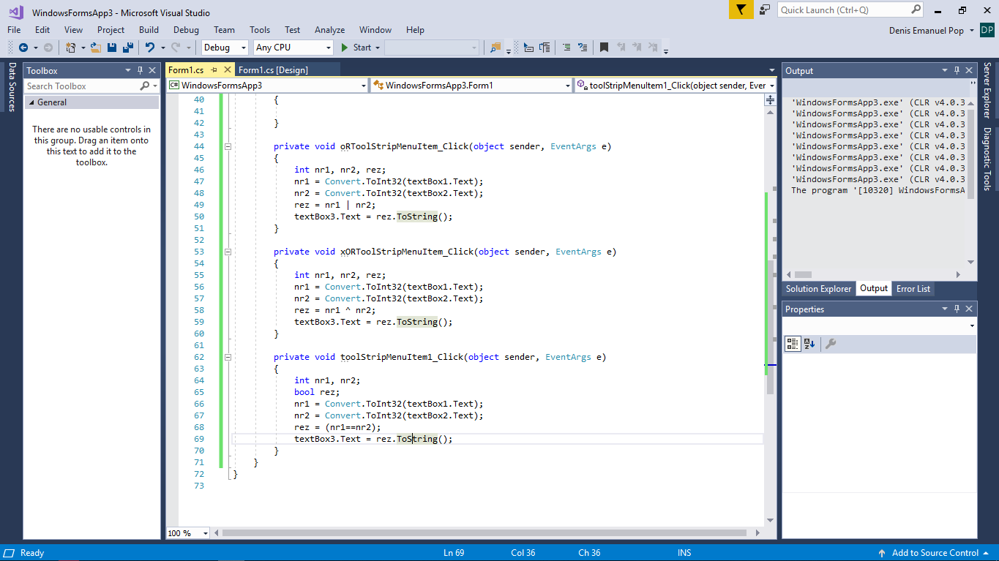 WindowsFormsApp3 - Microsoft Visual Studio
Quick Launch (Ctrl+Q)
File Edit View Project Build Debug Team Tools Test Analyze Window Help
Denis Emanuel Pop DP
Debug Any CPU Start
Data Sources
Toolbox
Search Toolbox
General
There are no usable controls in
this group. Drag an item onto
this text to add it to the
toolbox.
Form1.cs Form1.cs [Design]
C# WindowsFormsApp3 WindowsFormsApp3.Form1 toolStripMenuItem1_Click(object sender, Ever
40 {
41
42 }
43
44 private void oRToolStripMenuItem_Click(object sender, EventArgs e)
45 {
46 int nr1, nr2, rez;
47 nr1 = Convert.ToInt32(textBox1.Text);
48 nr2 = Convert.ToInt32(textBox2.Text);
49 rez = nr1 | nr2;
50 textBox3.Text = rez.ToString();
51 }
52
53 private void xORToolStripMenuItem_Click(object sender, EventArgs e)
54 {
55 int nr1, nr2, rez;
56 nr1 = Convert.ToInt32(textBox1.Text);
57 nr2 = Convert.ToInt32(textBox2.Text);
58 rez = nr1 ^ nr2;
59 textBox3.Text = rez.ToString();
60 }
61
62 private void toolStripMenuItem1_Click(object sender, EventArgs e)
63 {
64 int nr1, nr2;
65 bool rez;
66 nr1 = Convert.ToInt32(textBox1.Text);
67 nr2 = Convert.ToInt32(textBox2.Text);
68 rez = (nr1==nr2);
69 textBox3.Text = rez.ToString();
70 }
71 }
72 }
73
100 %
Output
'WindowsFormsApp3.exe' (CLR v4.0.3
'WindowsFormsApp3.exe' (CLR v4.0.3
'WindowsFormsApp3.exe' (CLR v4.0.3
'WindowsFormsApp3.exe' (CLR v4.0.3
'WindowsFormsApp3.exe' (CLR v4.0.3
'WindowsFormsApp3.exe' (CLR v4.0.3
'WindowsFormsApp3.exe' (CLR v4.0.3
'WindowsFormsApp3.exe' (CLR v4.0.3
The program '[10320] WindowsFormsA
Solution Explorer Output Error List
Properties
Server Explorer
Diagnostic Tools
Ready Ln 69 Col 36 Ch 36 INS Add to Source Control